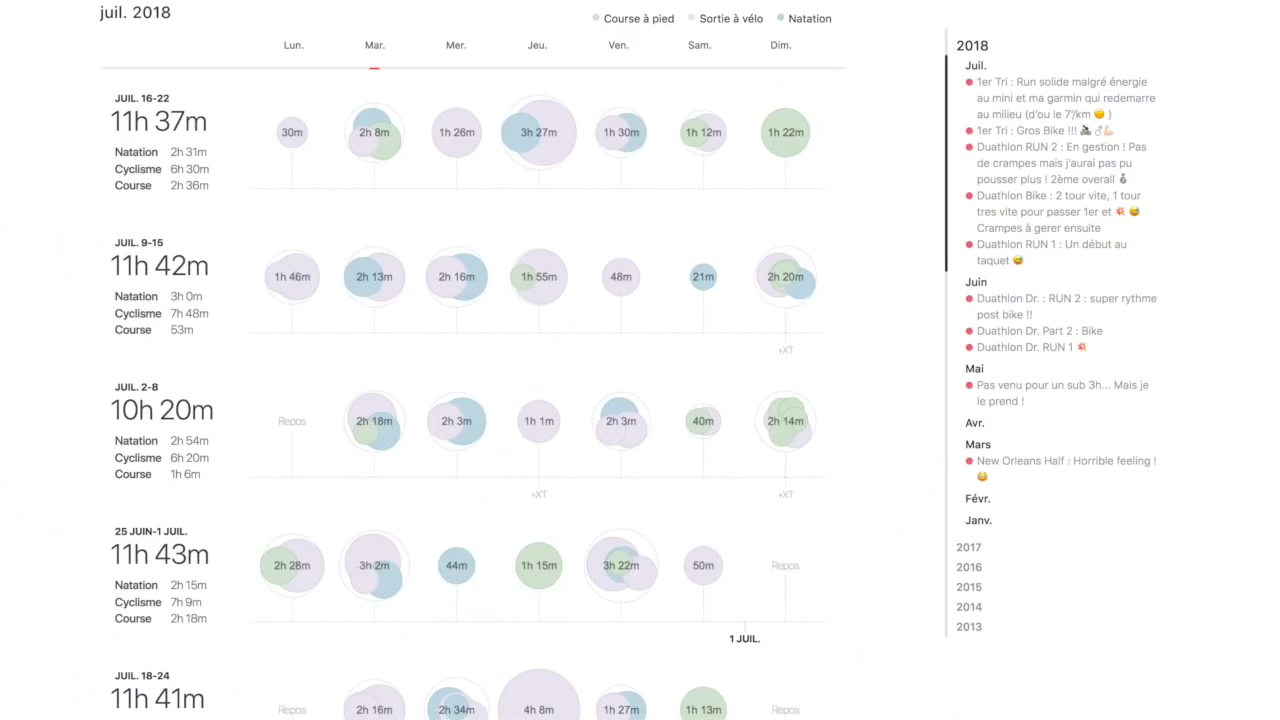 juil. 2018
Course à pied Sortie à vélo Natation
Lun. Mar. Mer. Jeu. Ven. Sam. Dim.
JUIL. 16-22
11h 37m
Natation 2h 31m
Cyclisme 6h 30m
Course 2h 36m
30m 2h 8m 1h 26m 3h 27m 1h 30m 1h 12m 1h 22m
JUIL. 9-15
11h 42m
Natation 3h 0m
Cyclisme 7h 48m
Course 53m
1h 46m 2h 13m 2h 16m 1h 55m 48m 21m 2h 20m
+XT
JUIL. 2-8
10h 20m
Natation 2h 54m
Cyclisme 6h 20m
Course 1h 6m
Repos 2h 18m 2h 3m 1h 1m 2h 3m 40m 2h 14m
+XT +XT
25 JUIN-1 JUIL.
11h 43m
Natation 2h 15m
Cyclisme 7h 9m
Course 2h 18m
2h 28m 3h 2m 44m 1h 15m 3h 22m 50m Repos
1 JUIL.
JUIL. 18-24
11h 41m
Repos 2h 16m 2h 34m 4h 8m 1h 27m 1h 13m Repos
2018
Juil.
1er Tri : Run solide malgré énergie
au mini et ma garmin qui redemarre
au milieu (d'ou le 7'/km 🙂 )
1er Tri : Gros Bike !!! 🚴 ♂💪🏻
Duathlon RUN 2 : En gestion ! Pas
de crampes mais j'aurai pas pu
pousser plus ! 2ème overall 🥈
Duathlon Bike : 2 tour vite, 1 tour
tres vite pour passer 1er et 💥 😅
Crampes à gerer ensuite
Duathlon RUN 1 : Un début au
taquet 😅
Juin
Duathlon Dr. : RUN 2 : super rythme
post bike !!
Duathlon Dr. Part 2 : Bike
Duathlon Dr. RUN 1 💥
Mai
Pas venu pour un sub 3h... Mais je
le prend !
Avr.
Mars
New Orleans Half : Horrible feeling !
Févr.
Janv.
2017
2016
2015
2014
2013